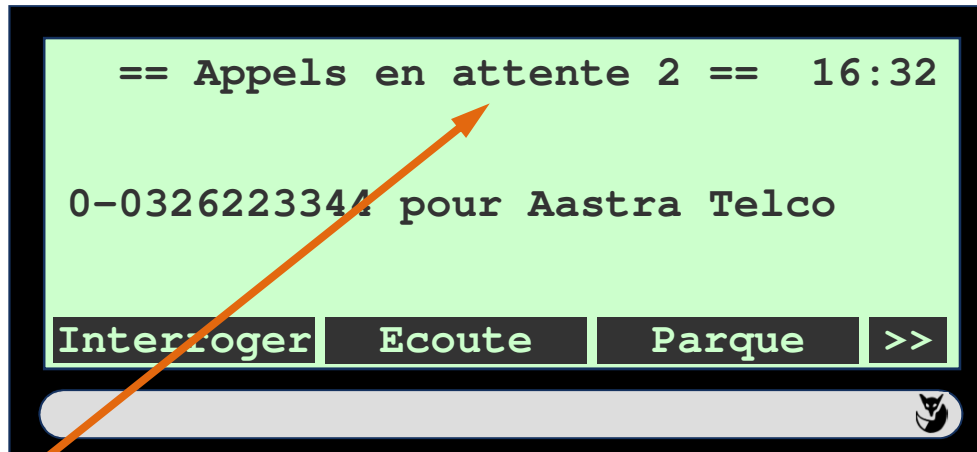 == Appels en attente 2 == 16:32
0-0326223344 pour Aastra Telco
Interroger Ecoute Parque >>